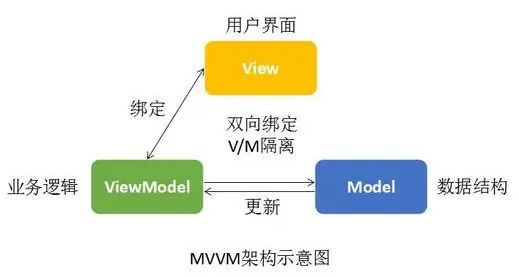 用户界面
View
绑定
双向绑定
V/M隔离
业务逻辑
ViewModel
更新
Model
数据结构
MVVM架构示意图